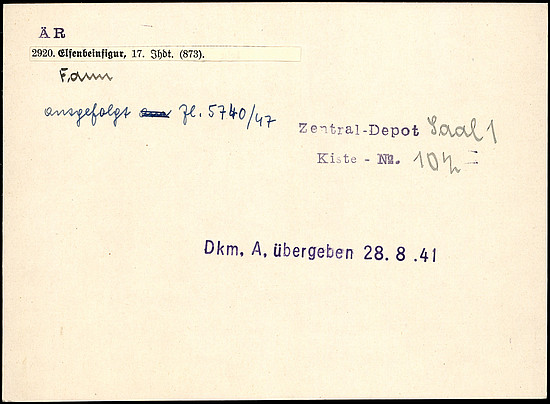 ÄR
2920. Elfenbeinfigur, 17. Jhdt. (873).
Faun
ausgefolgt Zl. 5740/47
Zentral-Depot Saal 1
Kiste - Nr. 107
Dkm. A. übergeben 28. 8. 41